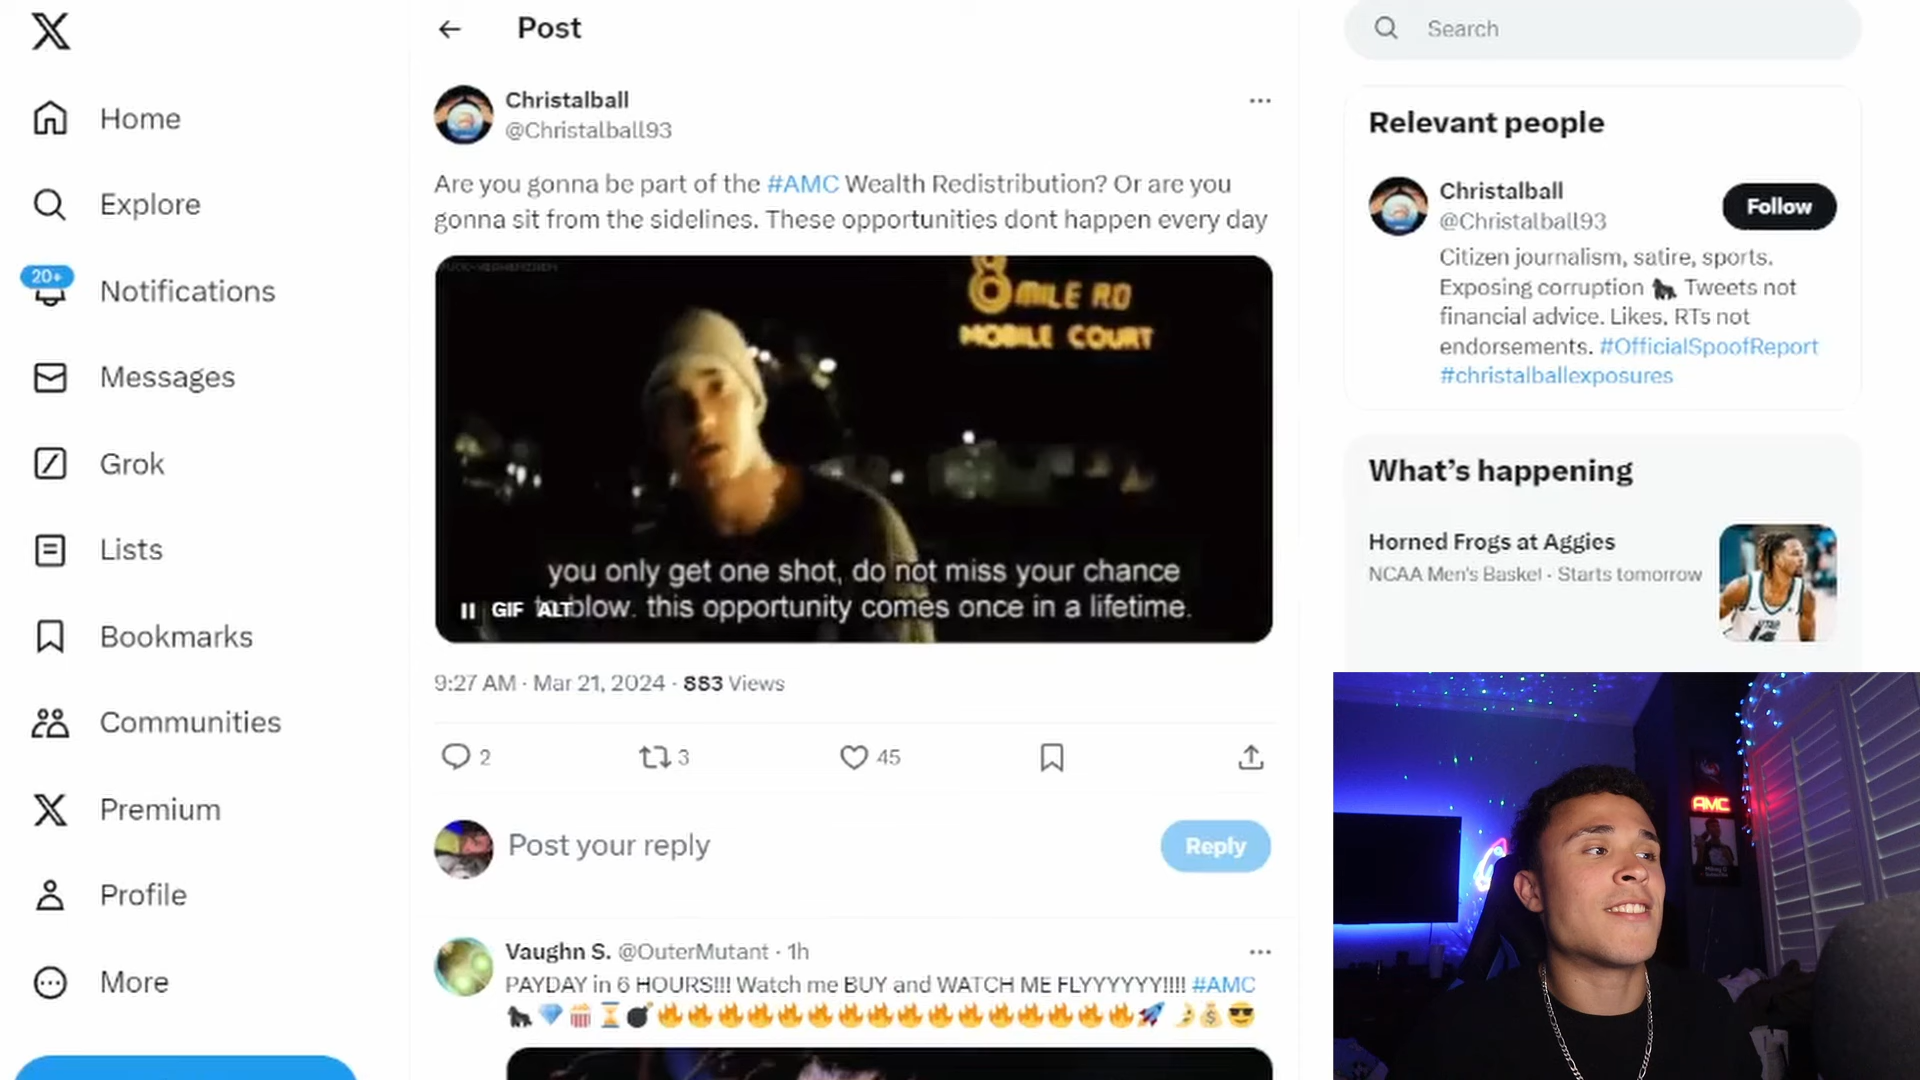 Home
Explore
20+
Notifications
Messages
Grok
Lists
Bookmarks
Communities
Premium
Profile
More
Post
Christalball
@Christalball93
Are you gonna be part of the #AMC Wealth Redistribution? Or are you
gonna sit from the sidelines. These opportunities dont happen every day
8 MILE RD
MOBILE COURT
you only get one shot, do not miss your chance
blow. this opportunity comes once in a lifetime.
GIF ALT
9:27 AM · Mar 21, 2024 · 883 Views
2
3
45
Post your reply
Reply
Vaughn S. @OuterMutant · 1h
PAYDAY in 6 HOURS!!! Watch me BUY and WATCH ME FLYYYYYY!!!! #AMC
🦍💎🍿⏳💣🔥🔥🔥🔥🔥🔥🔥🔥🔥🔥🔥🔥🔥🔥🔥🔥🚀🌛💰😎
Search
Relevant people
Christalball
@Christalball93
Follow
Citizen journalism, satire, sports.
Exposing corruption 🦍 Tweets not
financial advice. Likes, RTs not
endorsements. #OfficialSpoofReport
#christalballexposures
What's happening
Horned Frogs at Aggies
NCAA Men's Basket · Starts tomorrow
UTAH
14
AMC